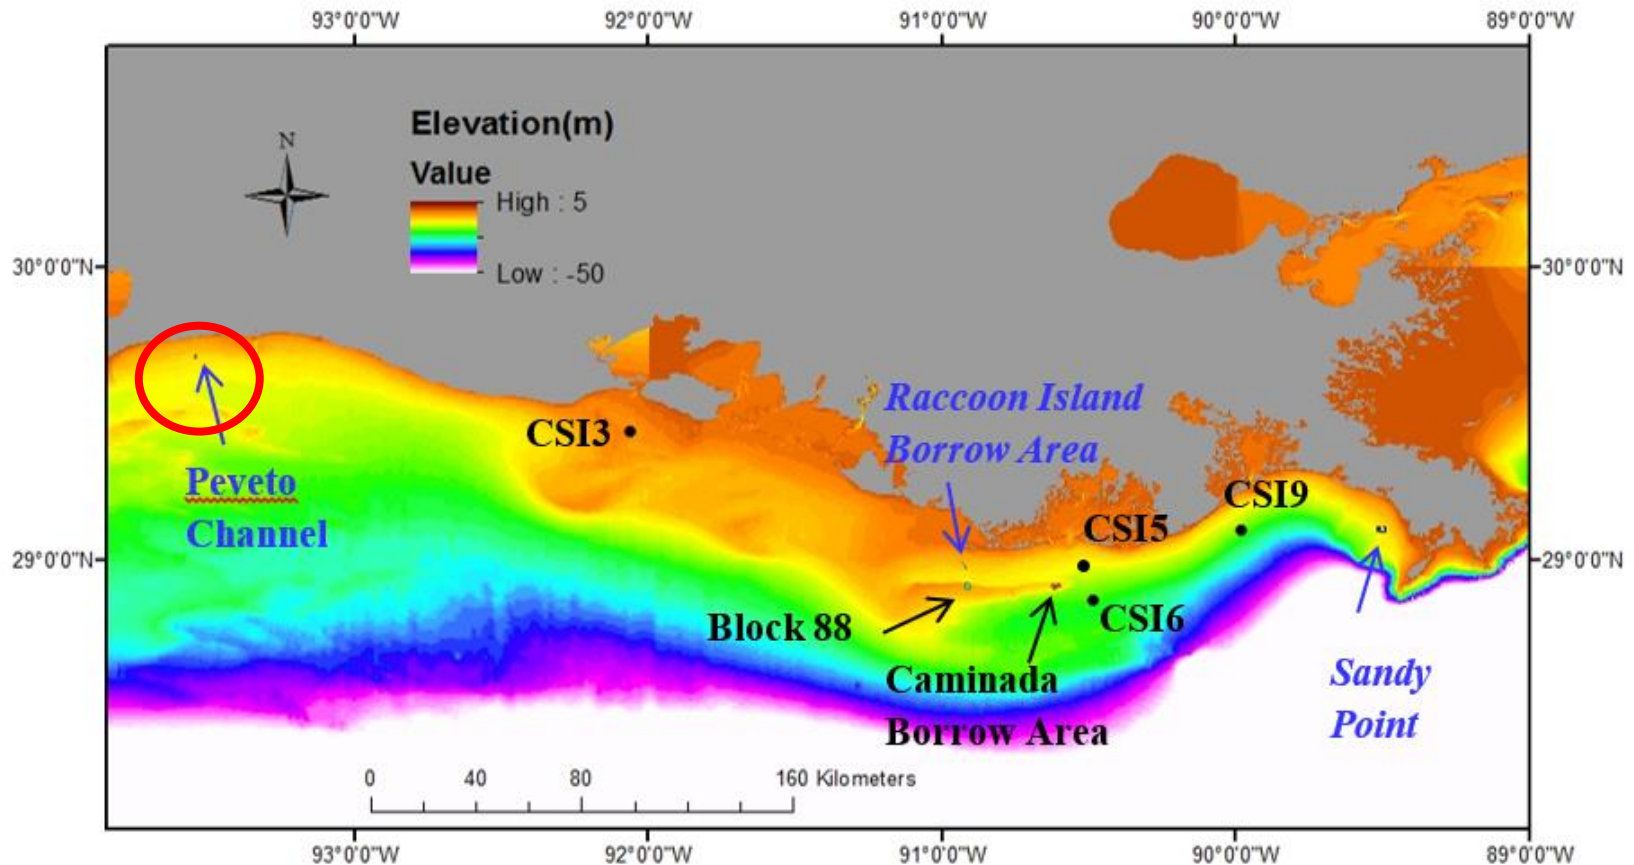 93°0'0"W
92°0'0"W
91°0'0"W
90°0'0"W
89°0'0"W
Elevation(m)
Value
High : 5
Low : -50
N
30°0'0"N
30°0'0"N
Raccoon Island
Borrow Area
CSI3
Peveto
Channel
CSI9
CSI5
29°0'0"N
29°0'0"N
Block 88
CSI6
Caminada
Borrow Area
Sandy
Point
0
40
80
160 Kilometers
93°0'0"W
92°0'0"W
91°0'0"W
90°0'0"W
89°0'0"W